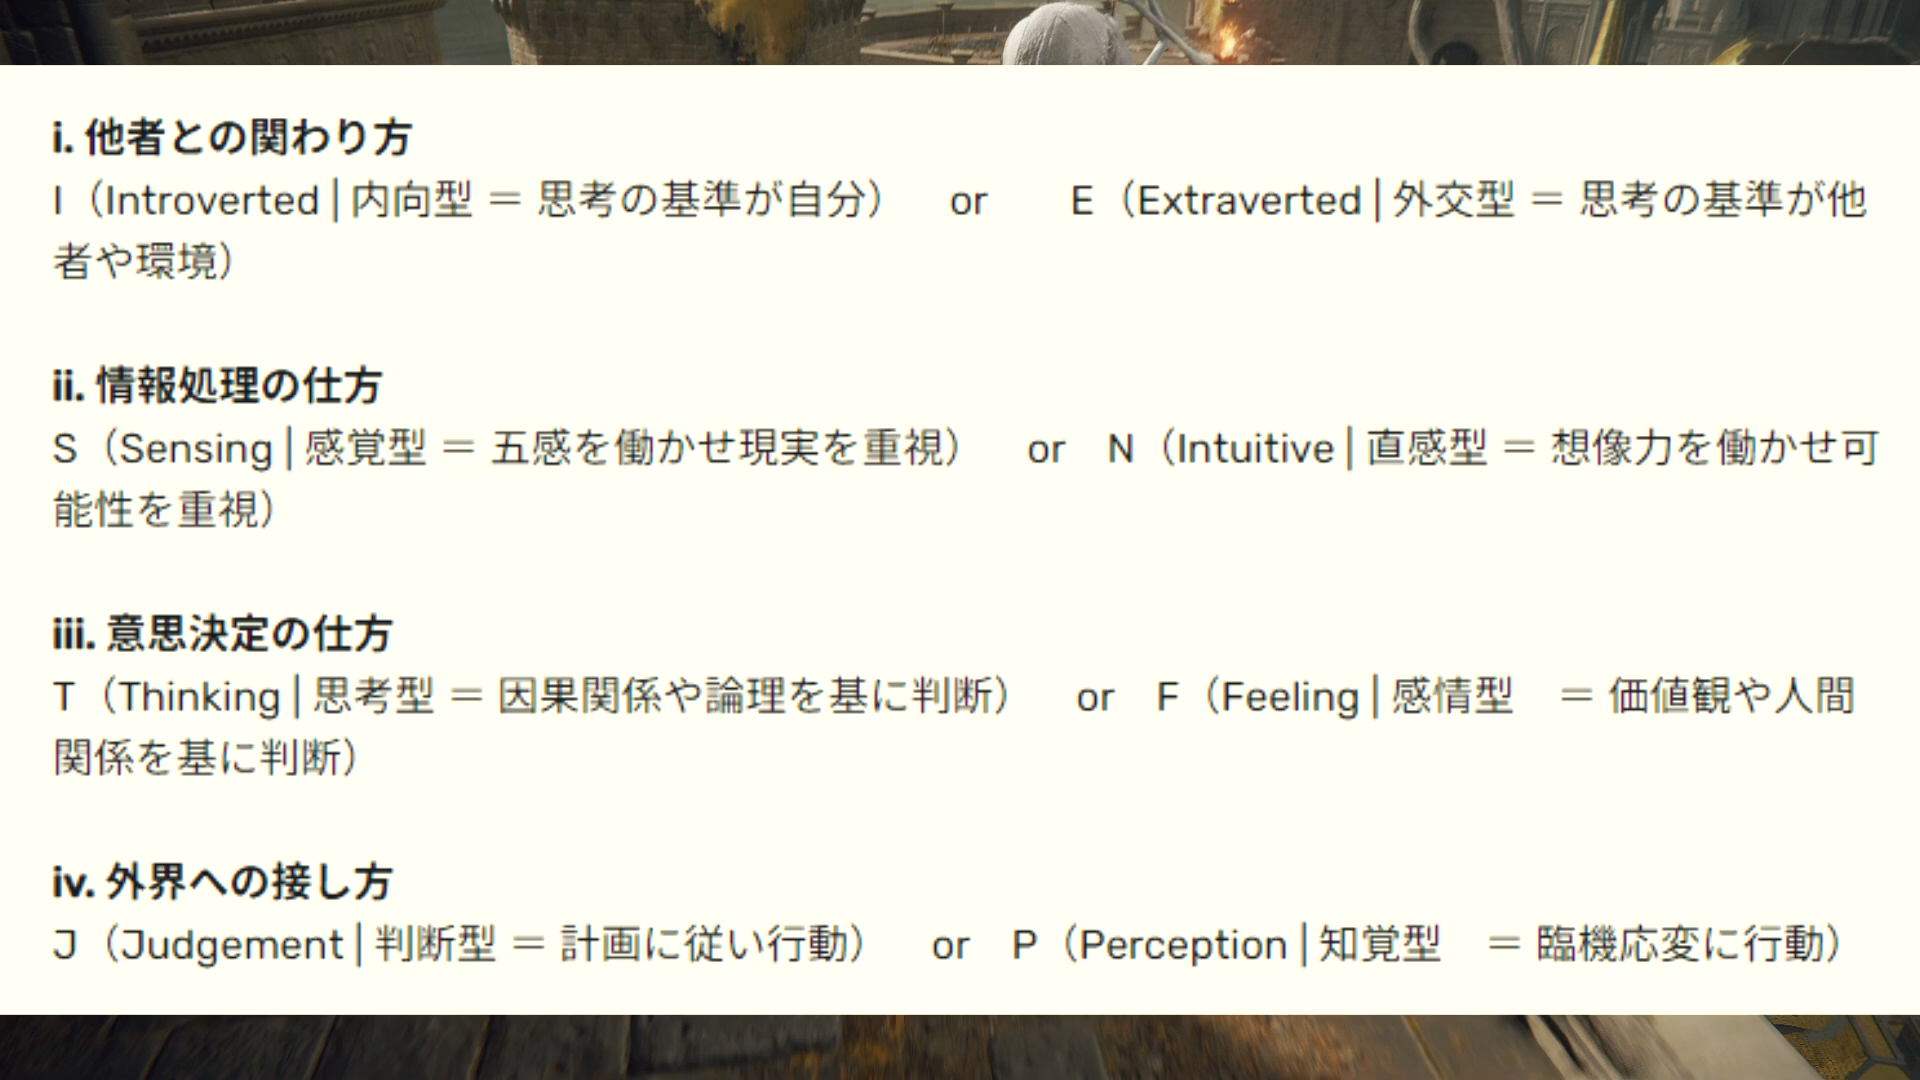 i. 他者との関わり方
I（Introverted | 内向型 ＝ 思考の基準が自分）　or　　E（Extraverted | 外交型 ＝ 思考の基準が他
者や環境）
ii. 情報処理の仕方
S（Sensing | 感覚型 ＝ 五感を働かせ現実を重視）　or　N（Intuitive | 直感型 ＝ 想像力を働かせ可
能性を重視）
iii. 意思決定の仕方
T（Thinking | 思考型 ＝ 因果関係や論理を基に判断）　or　F（Feeling | 感情型　＝ 価値観や人間
関係を基に判断）
iv. 外界への接し方
J（Judgement | 判断型 ＝ 計画に従い行動）　or　P（Perception | 知覚型　＝ 臨機応変に行動）